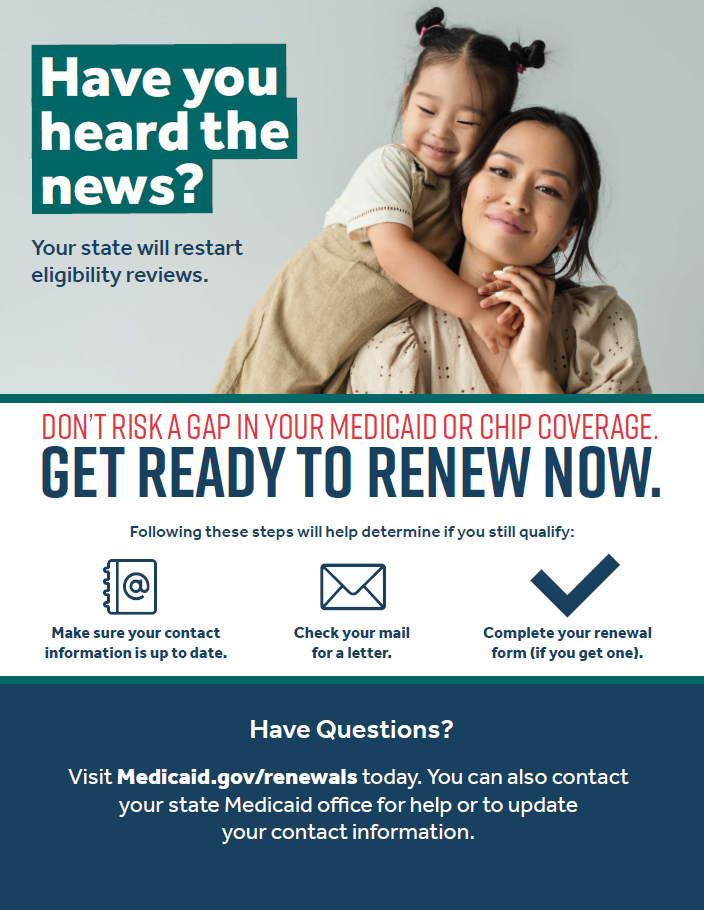 Have you
heard the
news?
Your state will restart
eligibility reviews.
DON'T RISK A GAP IN YOUR MEDICAID OR CHIP COVERAGE.
GET READY TO RENEW NOW.
Following these steps will help determine if you still qualify:
@
Make sure your contact
information is up to date.
Check your mail
for a letter.
Complete your renewal
form (if you get one).
Have Questions?
Visit Medicaid.gov/renewals today. You can also contact
your state Medicaid office for help or to update
your contact information.